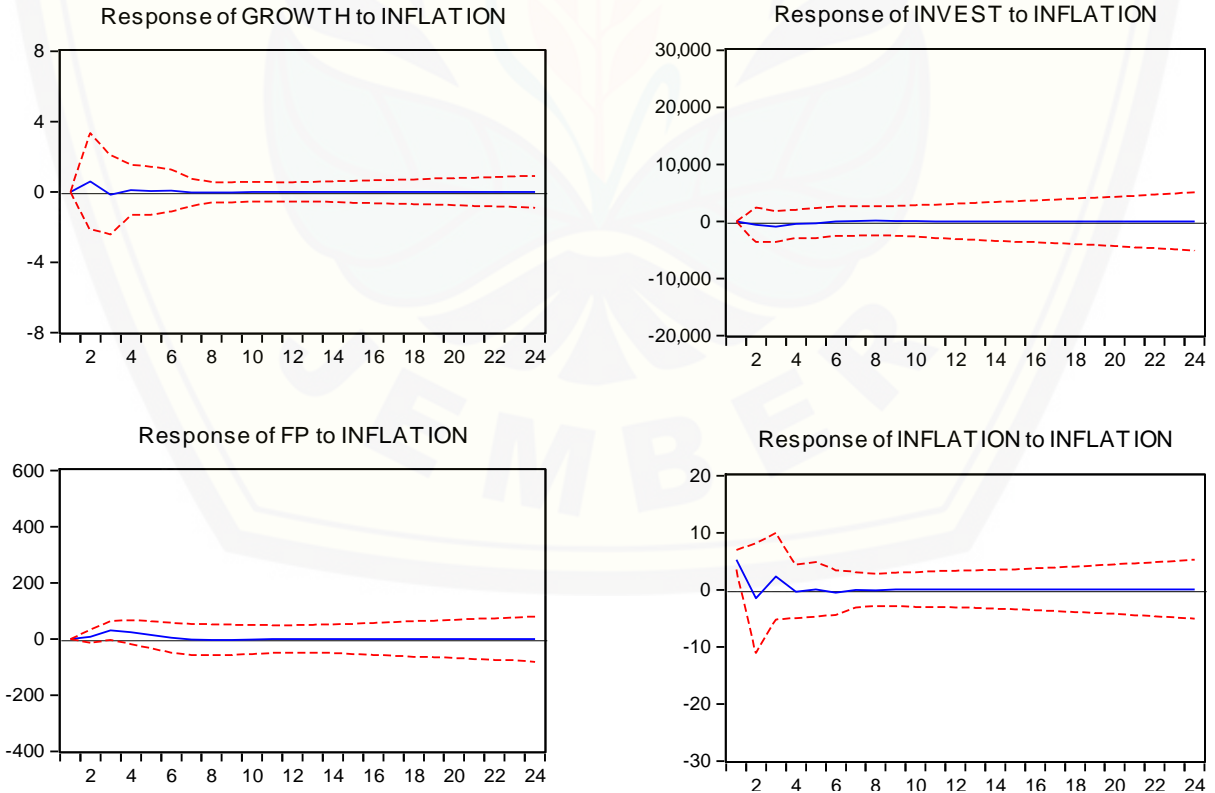 Response of GROWTH to INFLATION
8
4
0
-4
-8
2 4 6 8 10 12 14 16 18 20 22 24
Response of INVEST to INFLATION
30,000
20,000
10,000
0
-10,000
-20,000
2 4 6 8 10 12 14 16 18 20 22 24
Response of FP to INFLATION
600
400
200
0
-200
-400
2 4 6 8 10 12 14 16 18 20 22 24
Response of INFLATION to INFLATION
20
10
0
-10
-20
-30
2 4 6 8 10 12 14 16 18 20 22 24
JEMBER